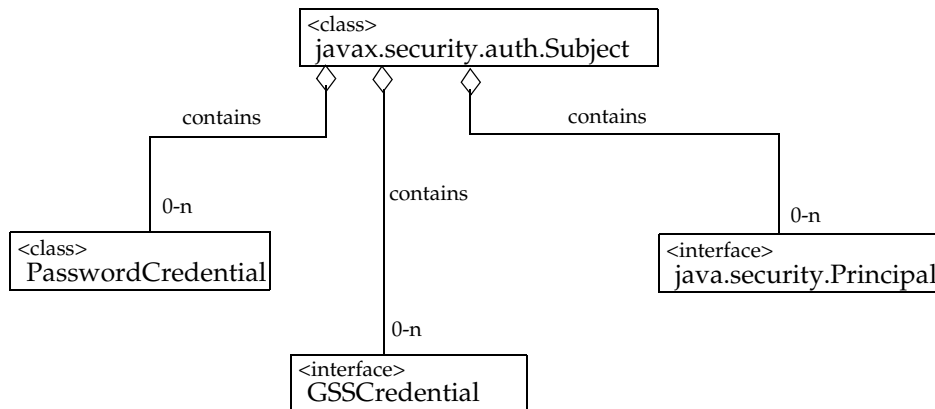 <class>
javax.security.auth.Subject
contains
contains
contains
0-n
0-n
<class>
PasswordCredential
<interface>
java.security.Principal
0-n
<interface>
GSSCredential